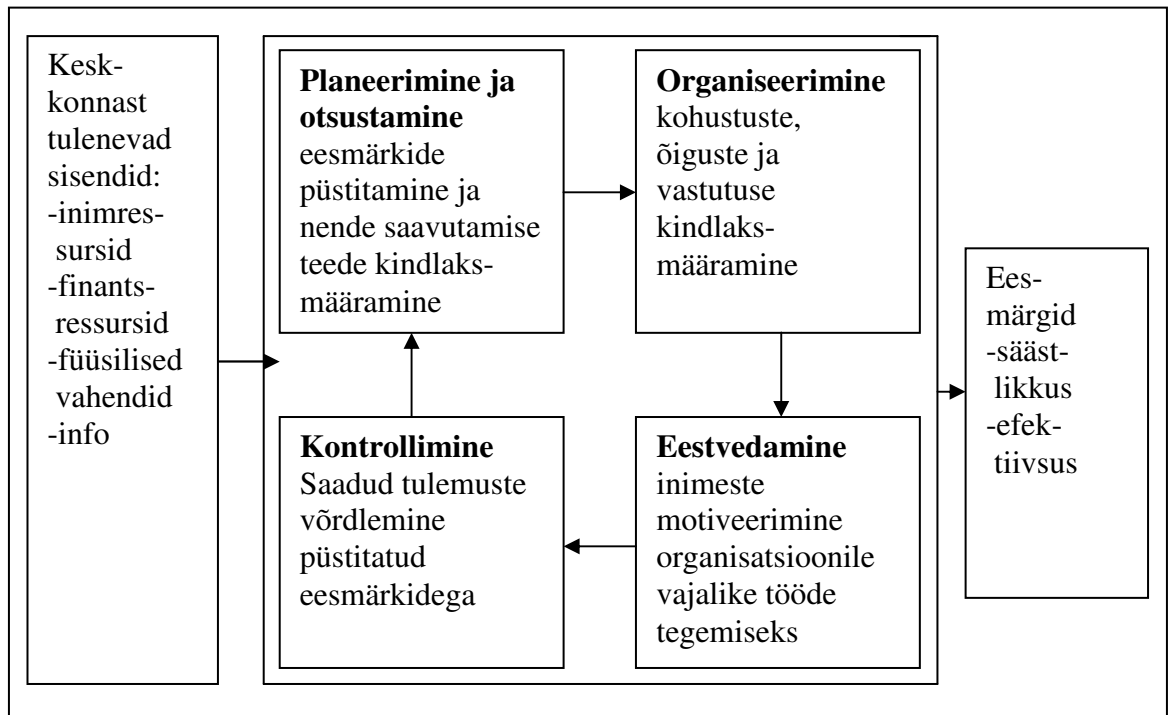 Kesk-
konnast
tulenevad
sisendid:
-inimres-
sursid
-finants-
ressursid
-füüsilised
vahendid
-info
Planeerimine ja
otsustamine
eesmärkide
püstitamine ja
nende saavutamise
teede kindlaks-
määramine
Organiseerimine
kohustuste,
õiguste ja
vastutuse
kindlaks-
määramine
Kontrollimine
Saadud tulemuste
võrdlemine
püstitatud
eesmärkidega
Eestvedamine
inimeste
motiveerimine
organisatsioonile
vajalike tööde
tegemiseks
Ees-
märgid
-sääst-
likkus
-efek-
tiivsus